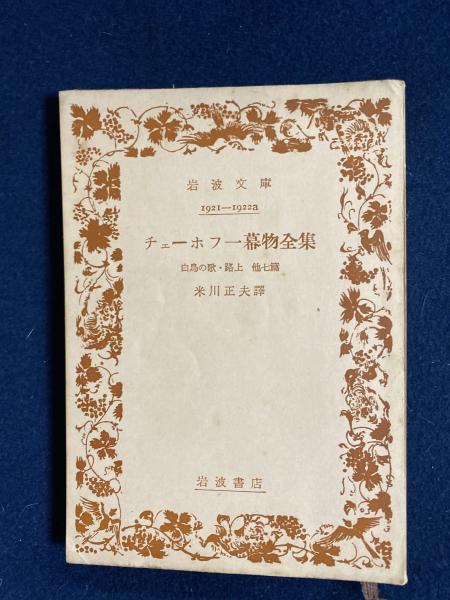 岩波文庫
1921—1922a
チェーホフ一幕物全集
白鳥の歌・路上 他七篇
米川正夫譯
岩波書店